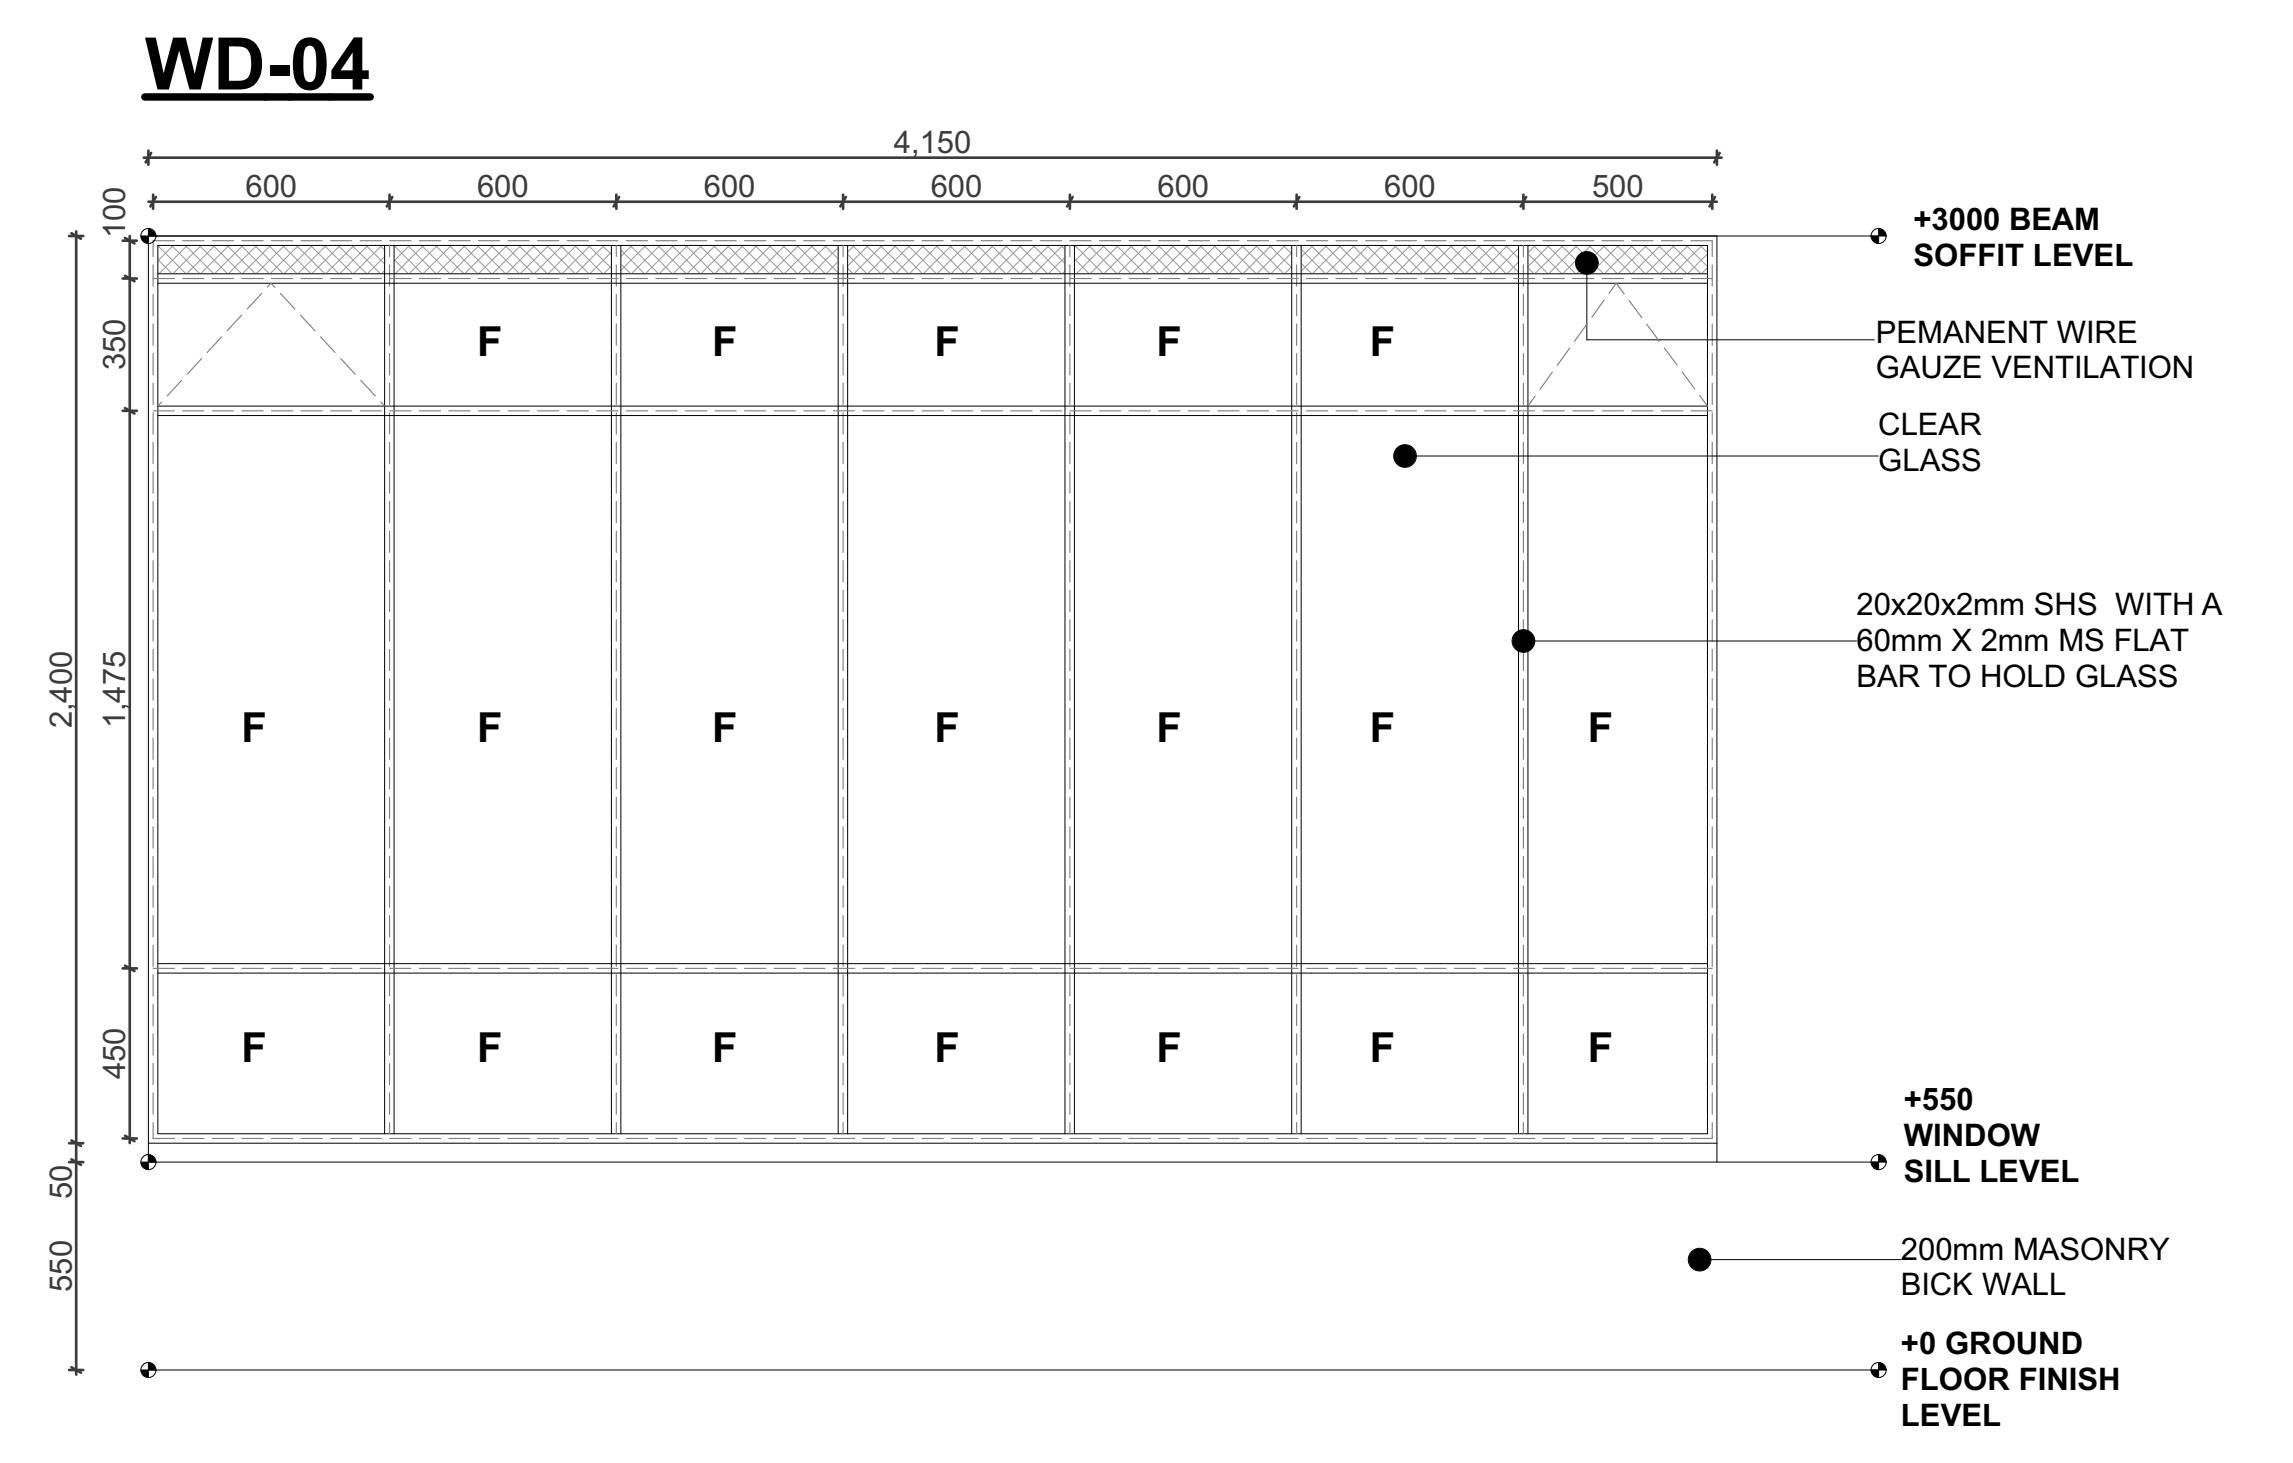 WD-04
4,150
600 600 600 600 600 600 500
100
+3000 BEAM
SOFFIT LEVEL
350
F F F F F
PEMANENT WIRE
GAUZE VENTILATION
CLEAR
GLASS
20x20x2mm SHS WITH A
60mm X 2mm MS FLAT
BAR TO HOLD GLASS
2,400
1,475
F F F F F F F
450
F F F F F F F
+550
WINDOW
SILL LEVEL
50
550
200mm MASONRY
BICK WALL
+0 GROUND
FLOOR FINISH
LEVEL